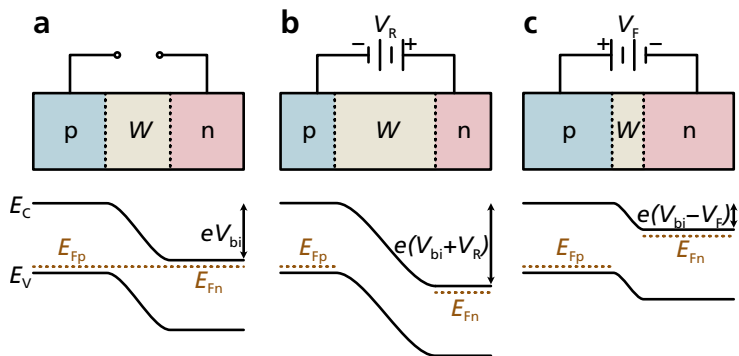 a
p W n
E_C
eV_bi
E_Fp
E_V
E_Fn
b
V_R
− +
p W n
e(V_bi+V_R)
E_Fp
E_Fn
c
V_F
+ −
p W n
e(V_bi−V_F)
E_Fp
E_Fn